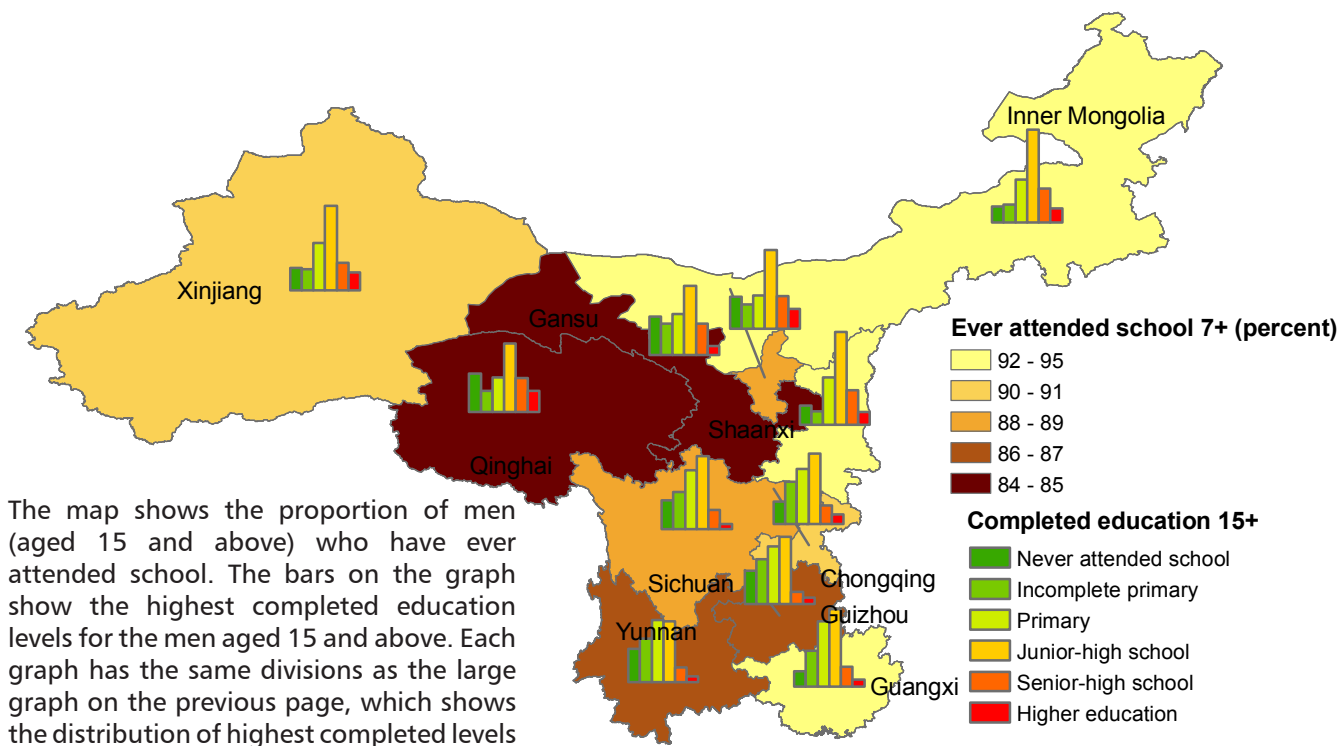 Inner Mongolia
Xinjiang
Gansu
Shaanxi
Qinghai
Sichuan
Chongqing
Guizhou
Yunnan
Guangxi
Ever attended school 7+ (percent)
92 - 95
90 - 91
88 - 89
86 - 87
84 - 85
Completed education 15+
Never attended school
Incomplete primary
Primary
Junior-high school
Senior-high school
Higher education
The map shows the proportion of men
(aged 15 and above) who have ever
attended school. The bars on the graph
show the highest completed education
levels for the men aged 15 and above. Each
graph has the same divisions as the large
graph on the previous page, which shows
the distribution of highest completed levels